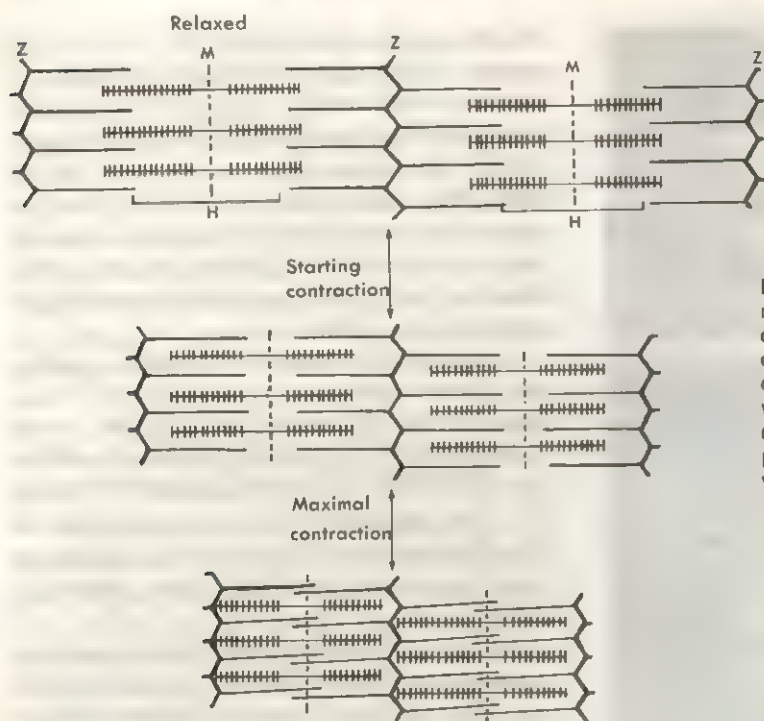 Relaxed
Z Z Z
M M
H H
Starting
contraction
Maximal
contraction